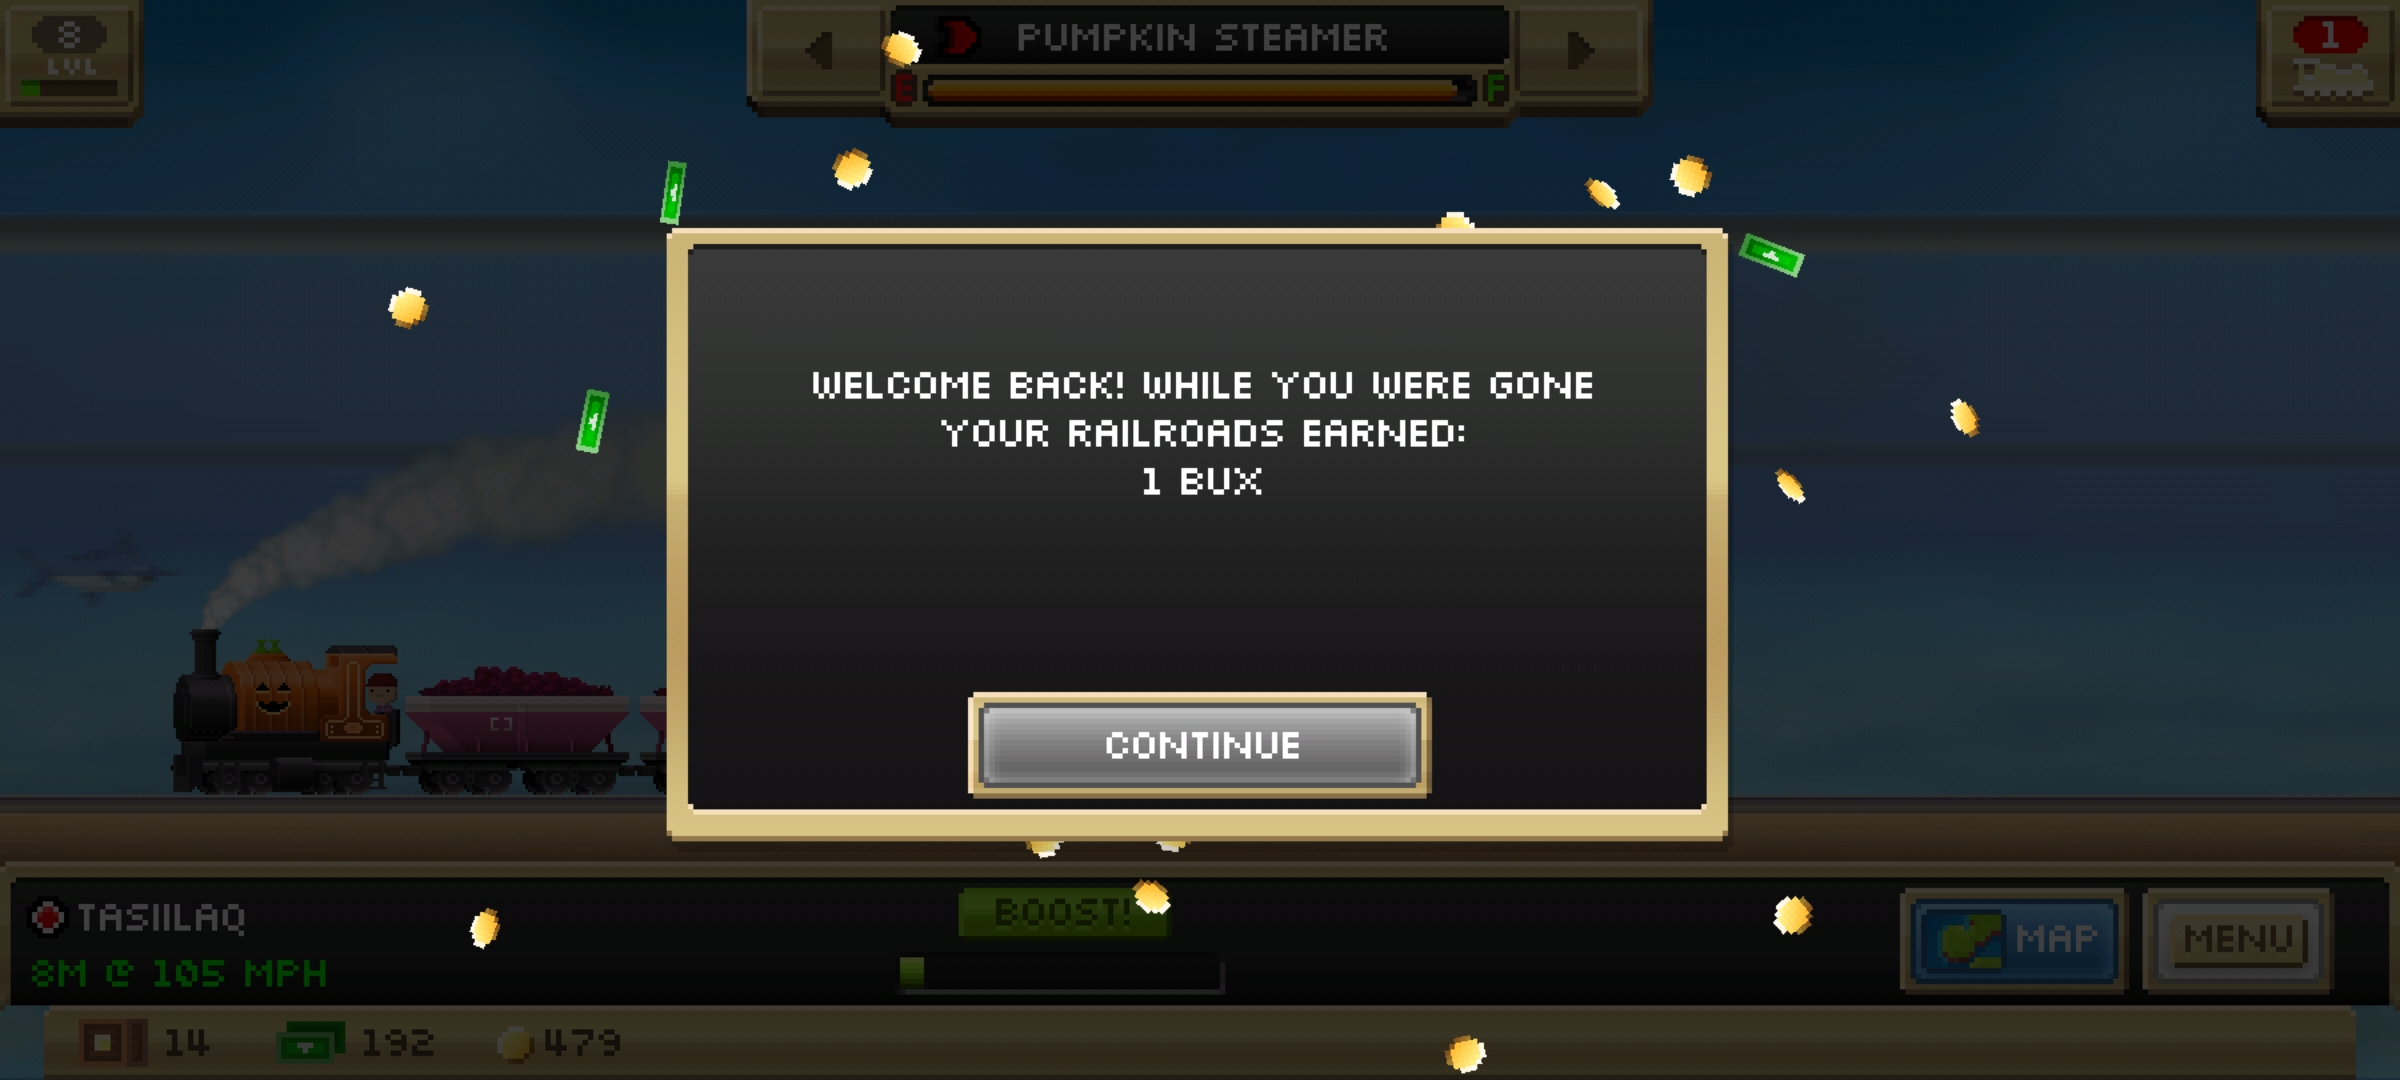 8
LVL
PUMPKIN STEAMER
E
F
1
WELCOME BACK! WHILE YOU WERE GONE
YOUR RAILROADS EARNED:
1 BUX
CONTINUE
TASIILAQ
8M @ 105 MPH
BOOST!
MAP
MENU
14
192
479